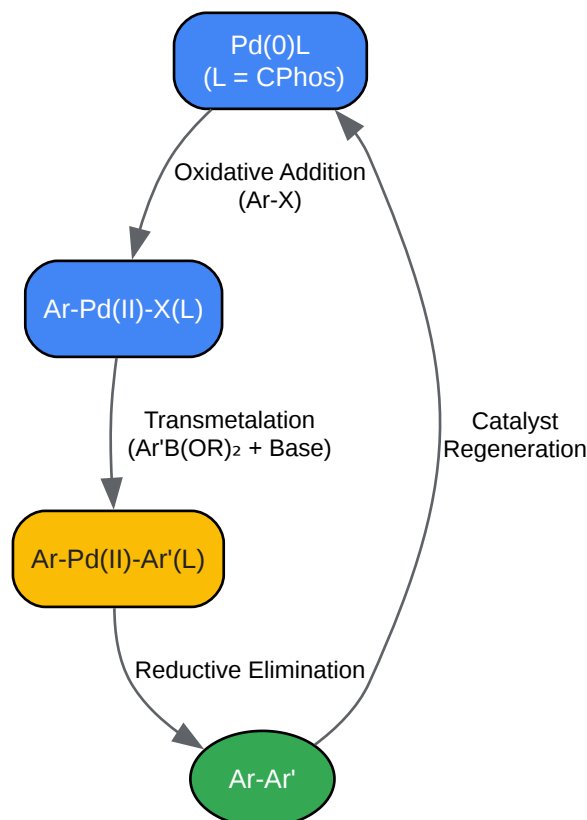 Pd(0)L
(L = CPhos)
Oxidative Addition
(Ar-X)
Ar-Pd(II)-X(L)
Transmetalation
(Ar'B(OR)₂ + Base)
Catalyst
Regeneration
Ar-Pd(II)-Ar'(L)
Reductive Elimination
Ar-Ar'